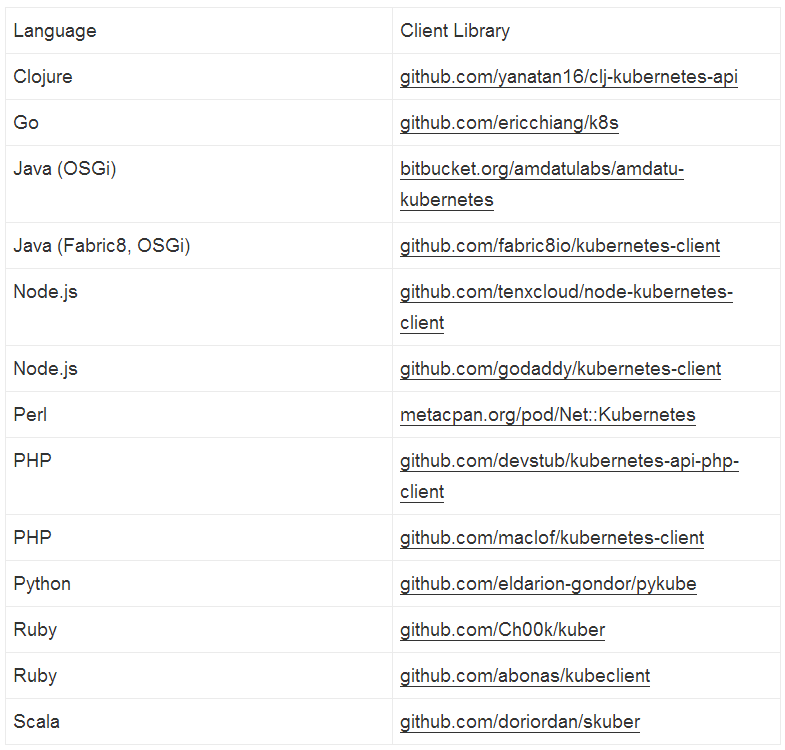 Language Client Library
Clojure github.com/yanatan16/clj-kubernetes-api
Go github.com/ericchiang/k8s
Java (OSGi) bitbucket.org/amdatulabs/amdatu-
kubernetes
Java (Fabric8, OSGi) github.com/fabric8io/kubernetes-client
Node.js github.com/tenxcloud/node-kubernetes-
client
Node.js github.com/godaddy/kubernetes-client
Perl metacpan.org/pod/Net::Kubernetes
PHP github.com/devstub/kubernetes-api-php-
client
PHP github.com/maclof/kubernetes-client
Python github.com/eldarion-gondor/pykube
Ruby github.com/Ch00k/kuber
Ruby github.com/abonas/kubeclient
Scala github.com/doriordan/skuber